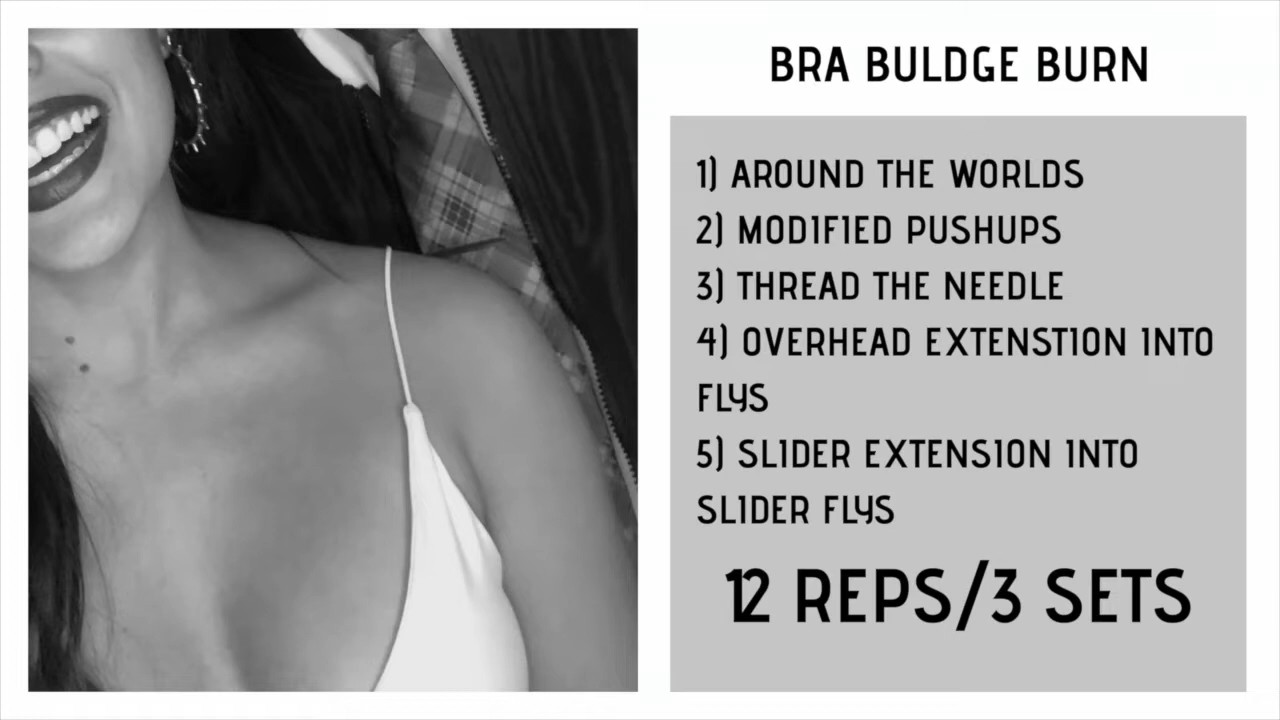 BRA BULDGE BURN
1) AROUND THE WORLDS
2) MODIFIED PUSHUPS
3) THREAD THE NEEDLE
4) OVERHEAD EXTENSTION INTO
FLYS
5) SLIDER EXTENSION INTO
SLIDER FLYS
12 REPS/3 SETS